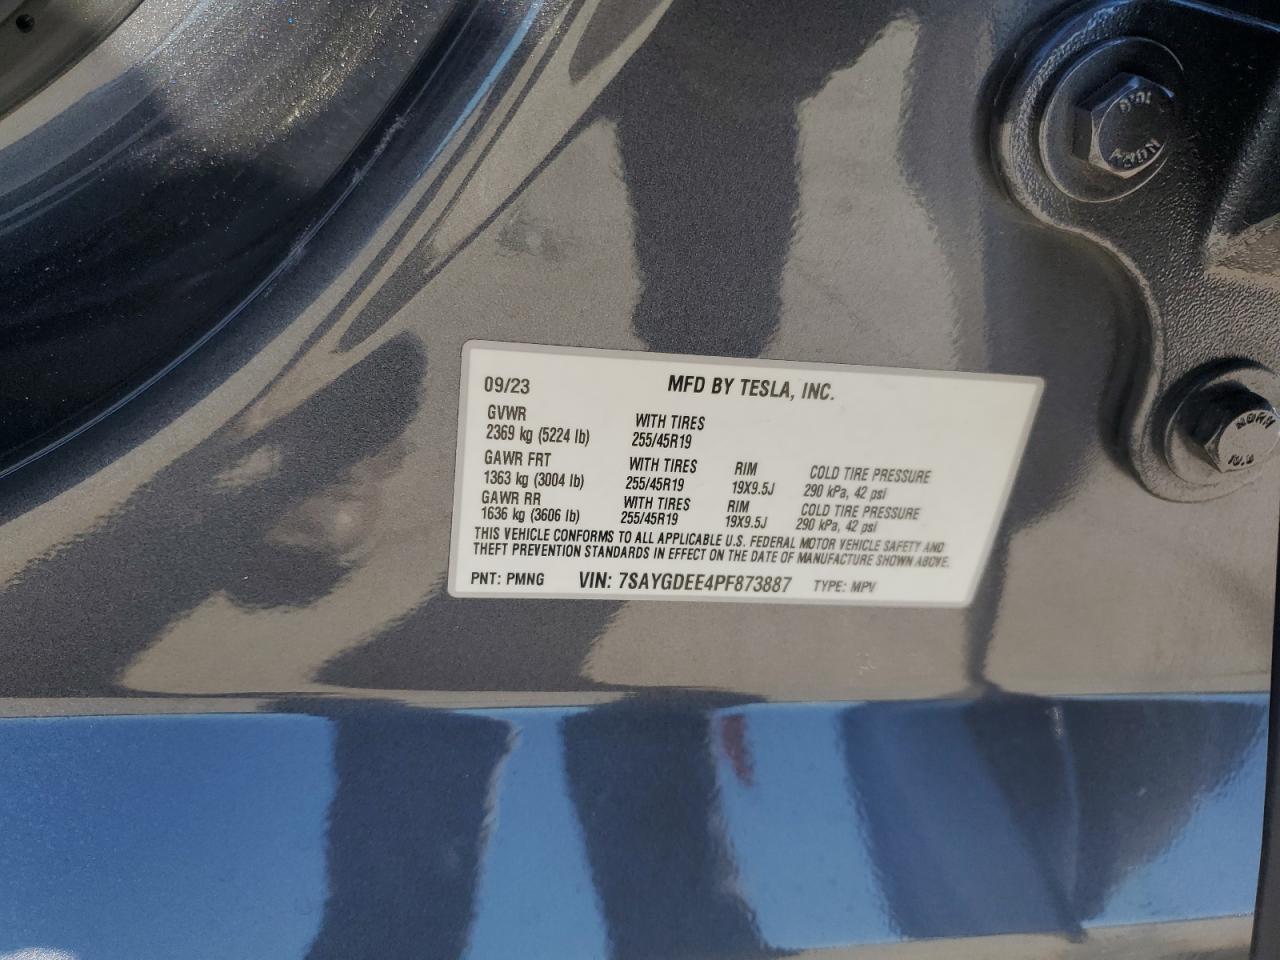 09/23 MFD BY TESLA, INC.
GVWR WITH TIRES
2369 kg (5224 lb) 255/45R19
GAWR FRT WITH TIRES RIM COLD TIRE PRESSURE
1363 kg (3004 lb) 255/45R19 19X9.5J 290 kPa, 42 psi
GAWR RR WITH TIRES RIM COLD TIRE PRESSURE
1636 kg (3606 lb) 255/45R19 19X9.5J 290 kPa, 42 psi
THIS VEHICLE CONFORMS TO ALL APPLICABLE U.S. FEDERAL MOTOR VEHICLE SAFETY AND
THEFT PREVENTION STANDARDS IN EFFECT ON THE DATE OF MANUFACTURE SHOWN ABOVE.
PNT: PMNG VIN: 7SAYGDEE4PF873887 TYPE: MPV